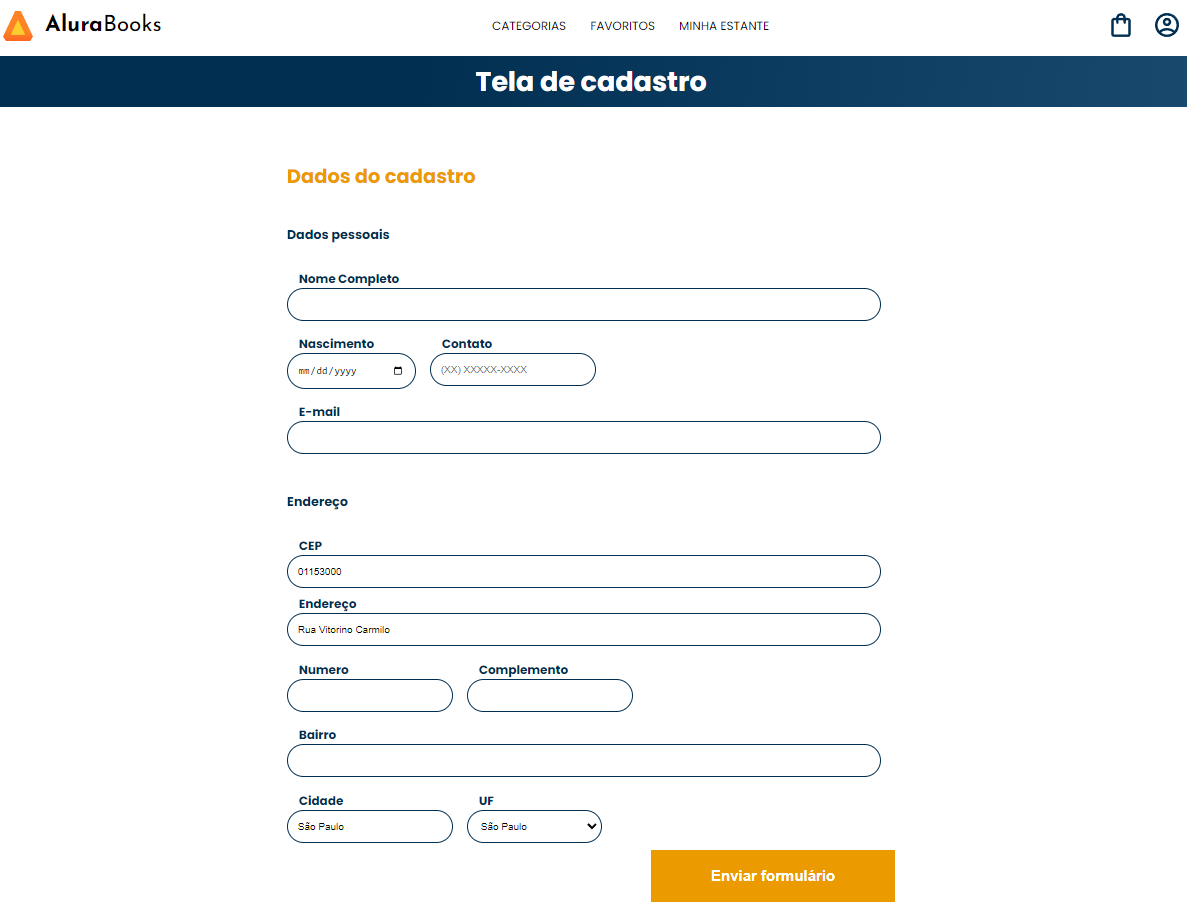 AluraBooks CATEGORIAS FAVORITOS MINHA ESTANTE
Tela de cadastro
Dados do cadastro
Dados pessoais
Nome Completo
Nascimento Contato
mm/dd/yyyy (XX) XXXXX-XXXX
E-mail
Endereço
CEP
01153000
Endereço
Rua Vitorino Carmilo
Numero Complemento
Bairro
Cidade UF
São Paulo São Paulo
Enviar formulário